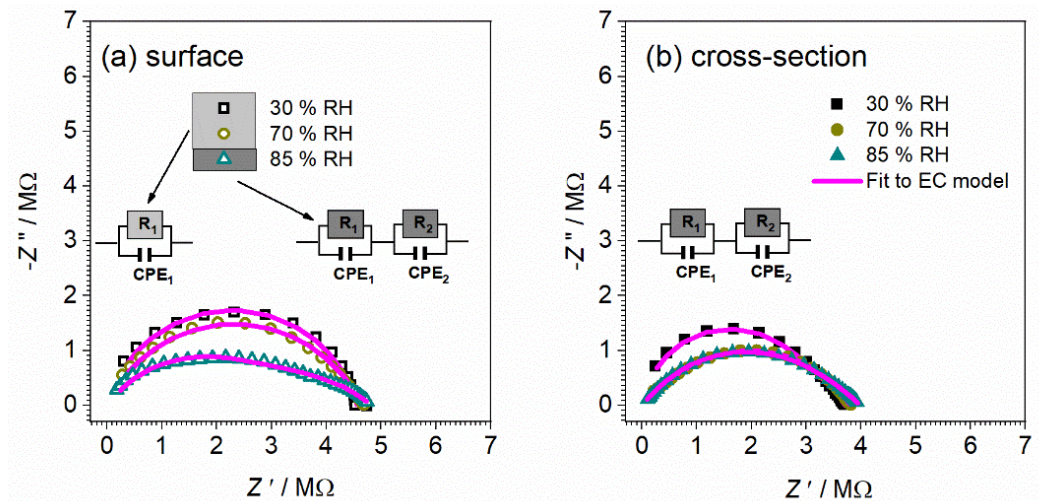 (a) surface
30 % RH
70 % RH
85 % RH
R1
CPE1
R1
R2
CPE1
CPE2
-Z'' / MΩ
7
6
5
4
3
2
1
0
0 1 2 3 4 5 6 7
Z' / MΩ
(b) cross-section
30 % RH
70 % RH
85 % RH
Fit to EC model
R1
R2
CPE1
CPE2
-Z'' / MΩ
7
6
5
4
3
2
1
0
0 1 2 3 4 5 6 7
Z' / MΩ